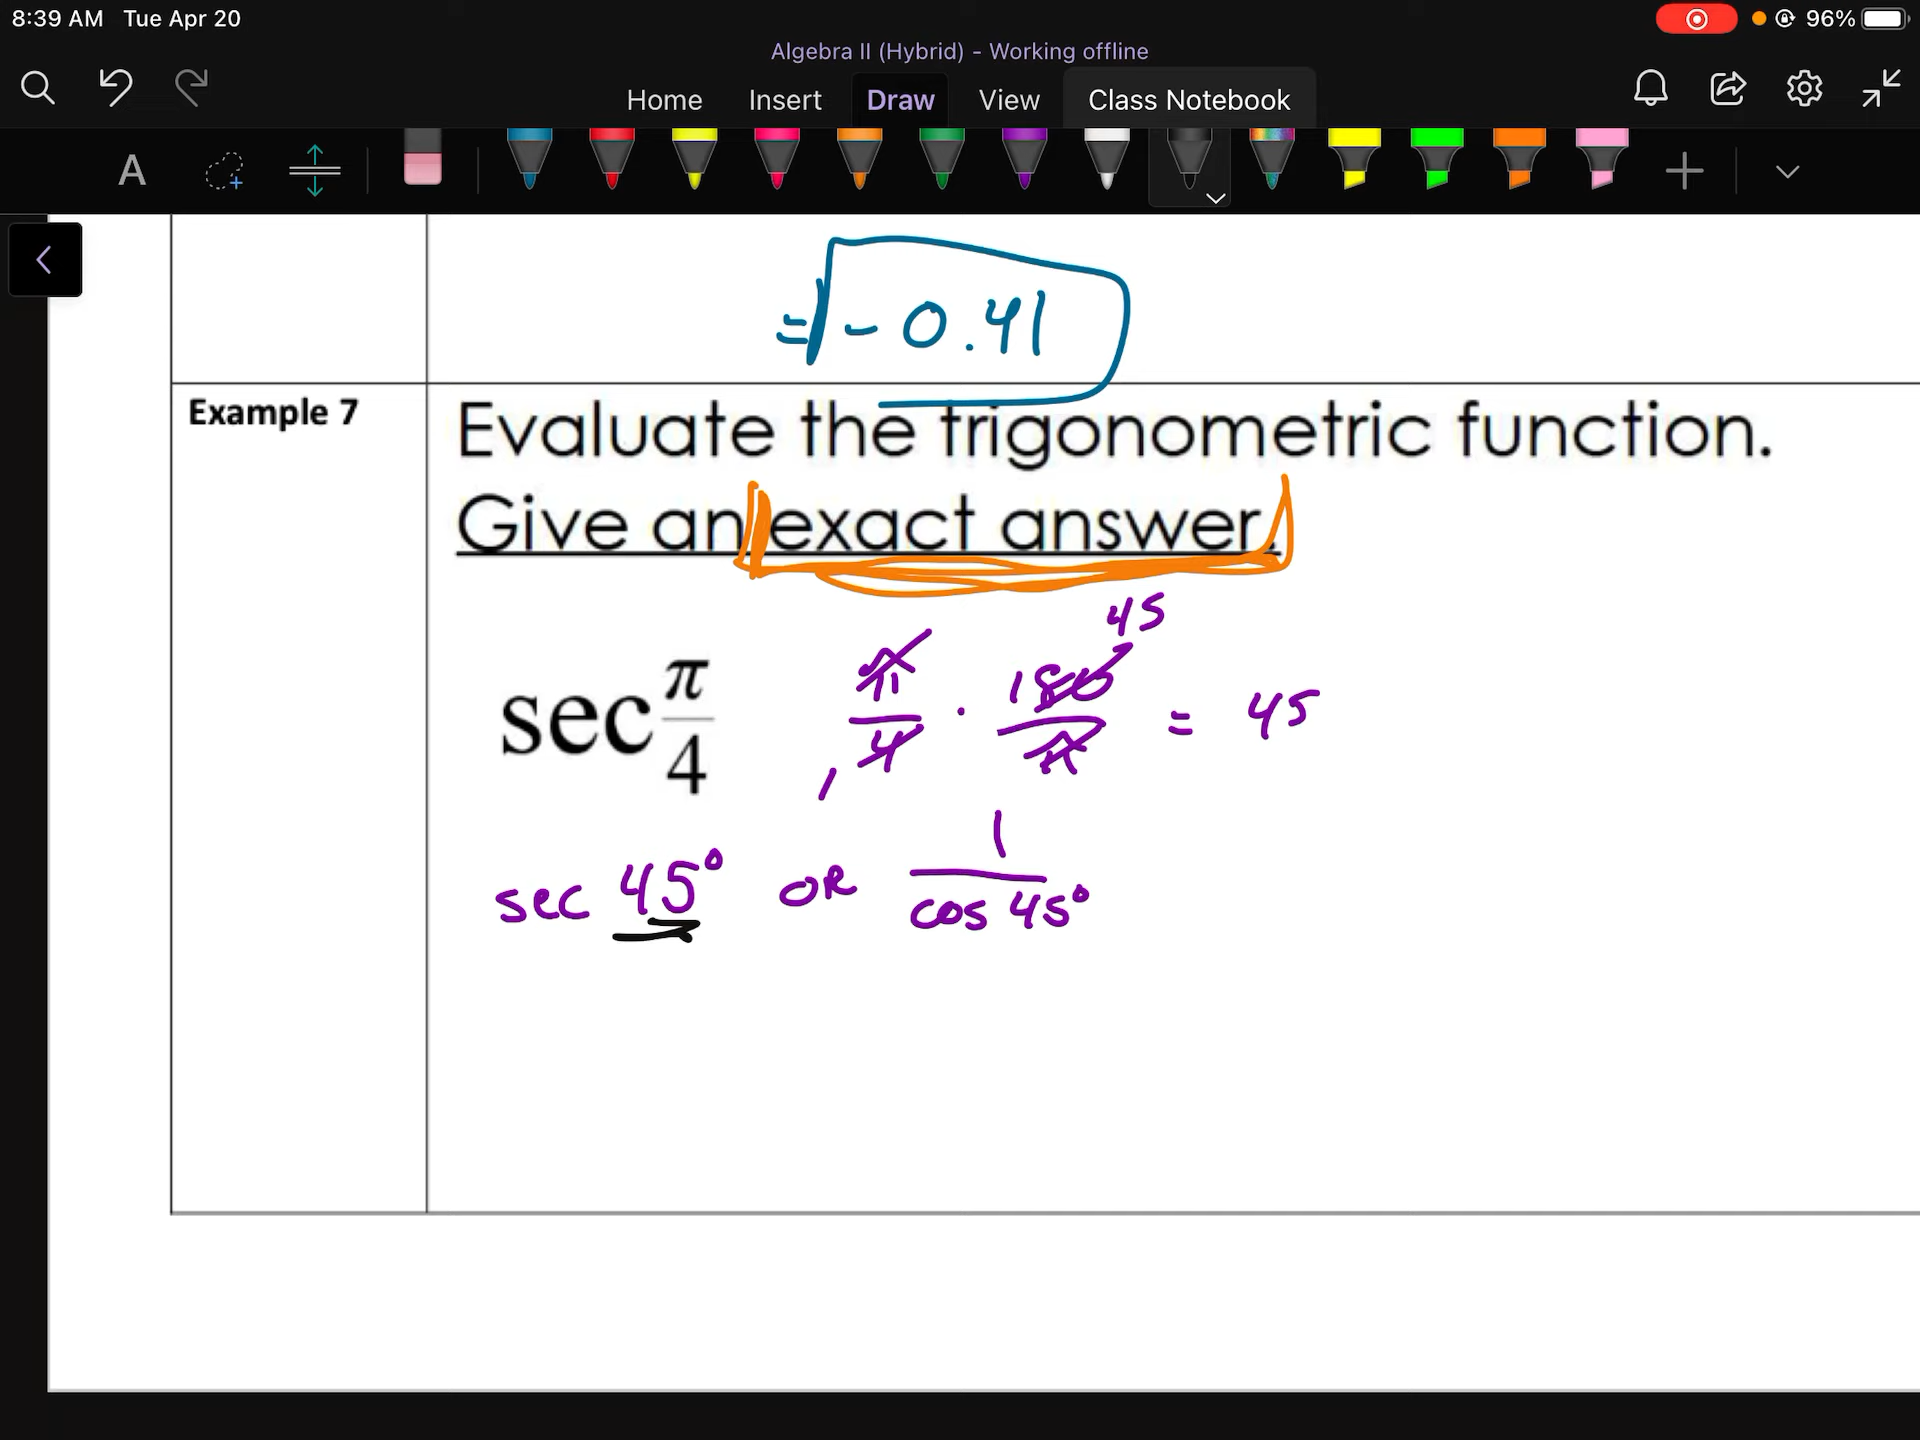 8:39 AM Tue Apr 20
96%
Algebra II (Hybrid) - Working offline
Home Insert Draw View Class Notebook
A
= - 0.41
Example 7
Evaluate the trigonometric function.
Give an exact answer.
45
sec π/4 π/4 · 180/π = 45
1
sec 45° OR 1/cos 45°